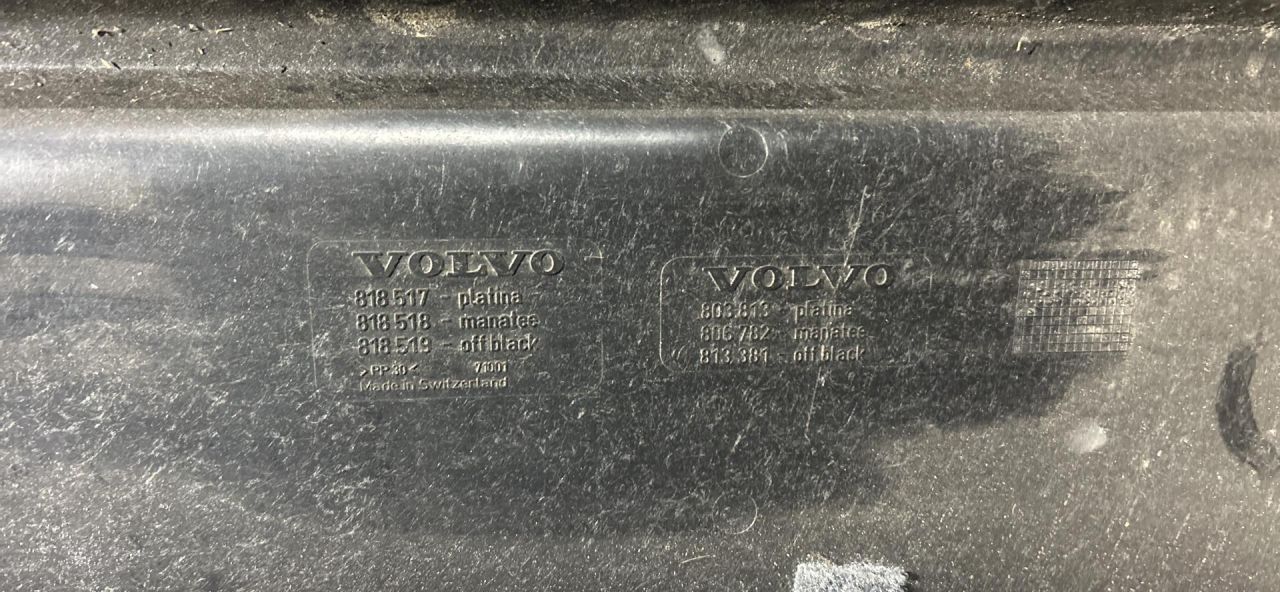 VOLVO
818 517 - platina
818 518 - manatee
818 519 - off black
>PP 30< 71001
Made in Switzerland
VOLVO
803 813 - platina
806 782 - manatee
813 381 - off black